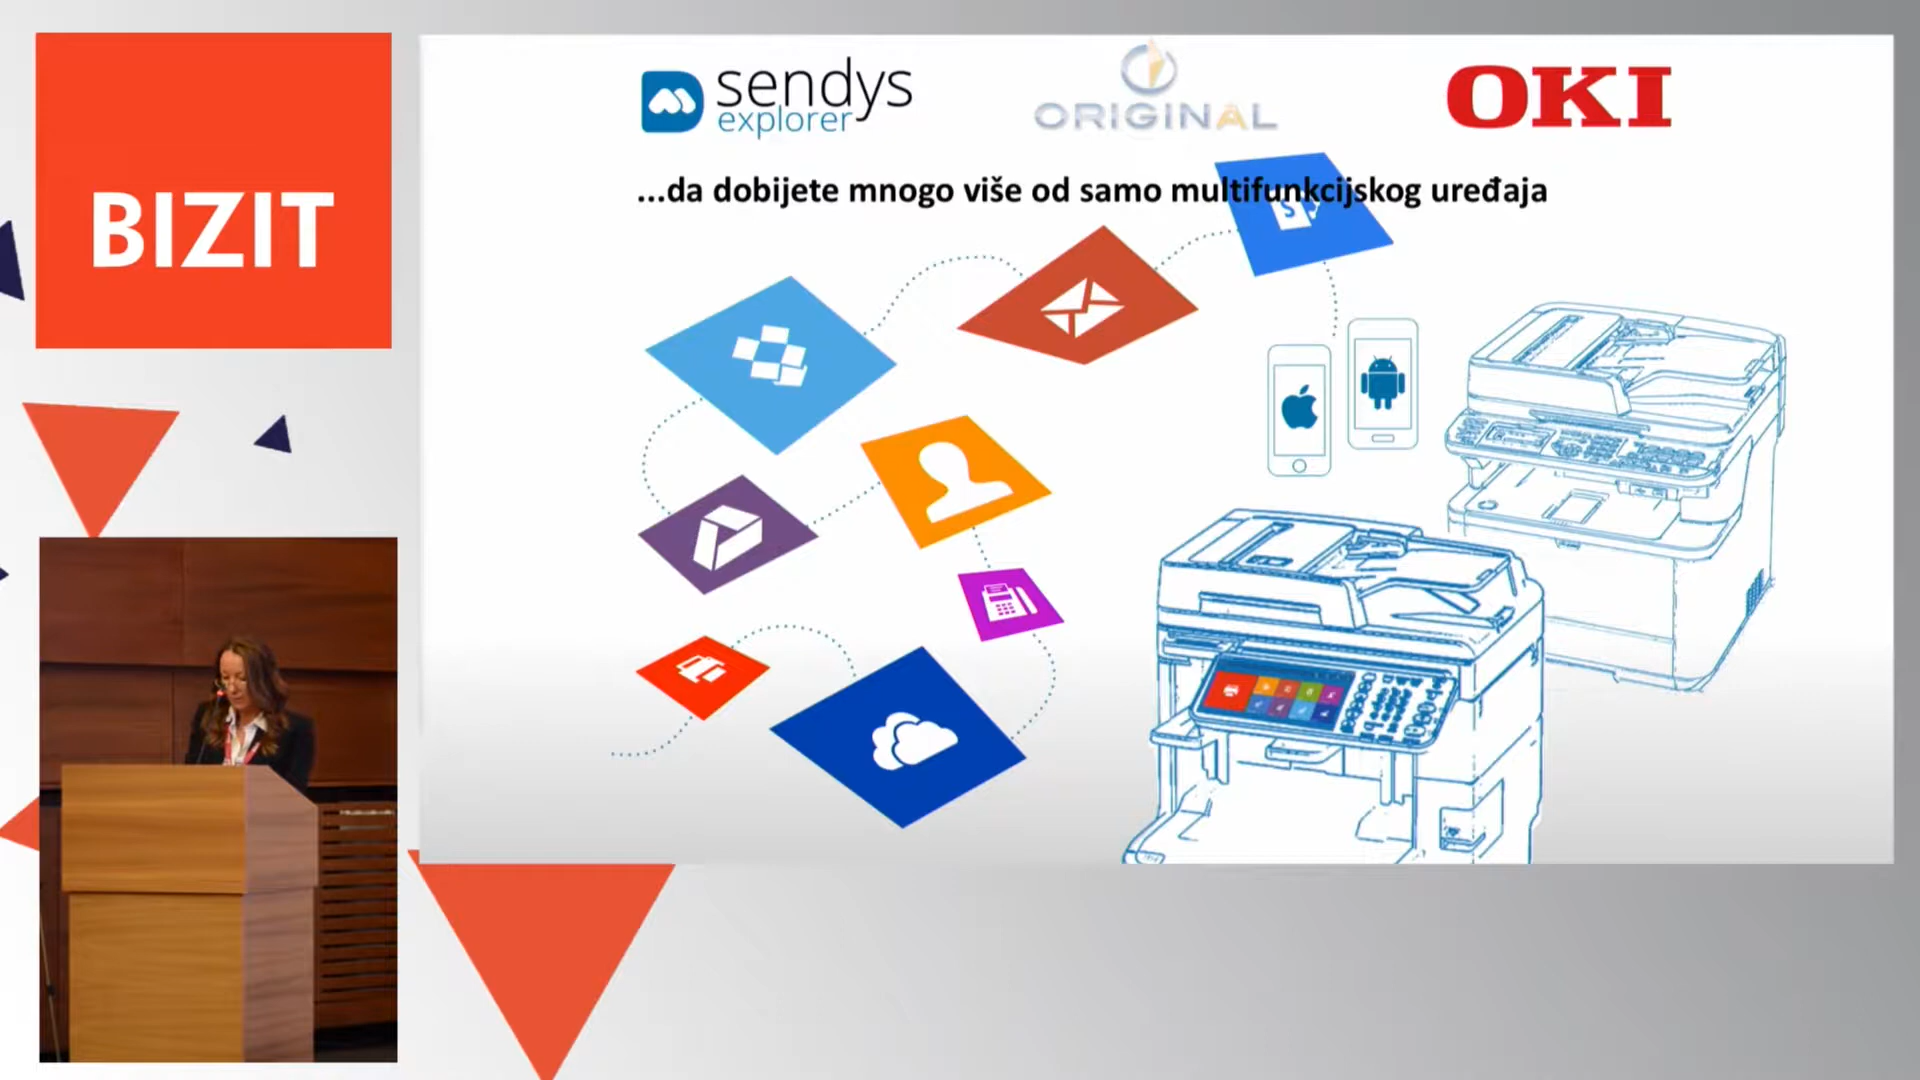 BIZIT
sendys
explorer
ORIGINAL
OKI
...da dobijete mnogo više od samo multifunkcijskog uređaja
S